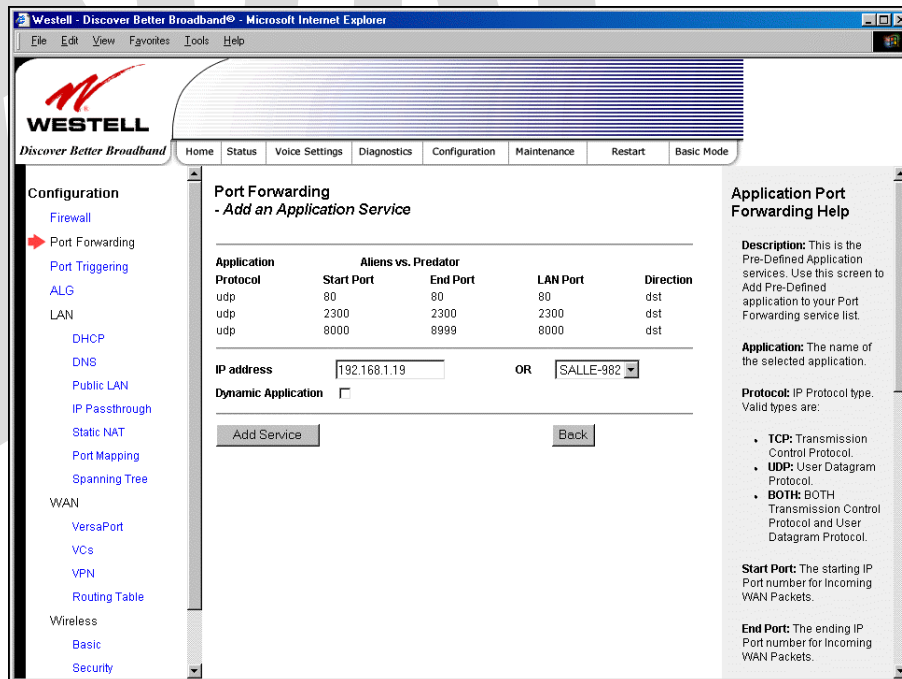 Westell - Discover Better Broadband® - Microsoft Internet Explorer
File Edit View Favorites Tools Help
WESTELL
Discover Better Broadband
Home Status Voice Settings Diagnostics Configuration Maintenance Restart Basic Mode
Configuration
Firewall
Port Forwarding
Port Triggering
ALG
LAN
DHCP
DNS
Public LAN
IP Passthrough
Static NAT
Port Mapping
Spanning Tree
WAN
VersaPort
VCs
VPN
Routing Table
Wireless
Basic
Security
Port Forwarding
- Add an Application Service
Application Aliens vs. Predator
Protocol Start Port End Port LAN Port Direction
udp 80 80 80 dst
udp 2300 2300 2300 dst
udp 8000 8999 8000 dst
IP address 192.168.1.19 OR SALLE-982
Dynamic Application
Add Service Back
Application Port
Forwarding Help
Description: This is the
Pre-Defined Application
services. Use this screen to
Add Pre-Defined
application to your Port
Forwarding service list.
Application: The name of
the selected application.
Protocol: IP Protocol type.
Valid types are:
• TCP: Transmission
Control Protocol.
• UDP: User Datagram
Protocol.
• BOTH: BOTH
Transmission Control
Protocol and User
Datagram Protocol.
Start Port: The starting IP
Port number for Incoming
WAN Packets.
End Port: The ending IP
Port number for Incoming
WAN Packets.